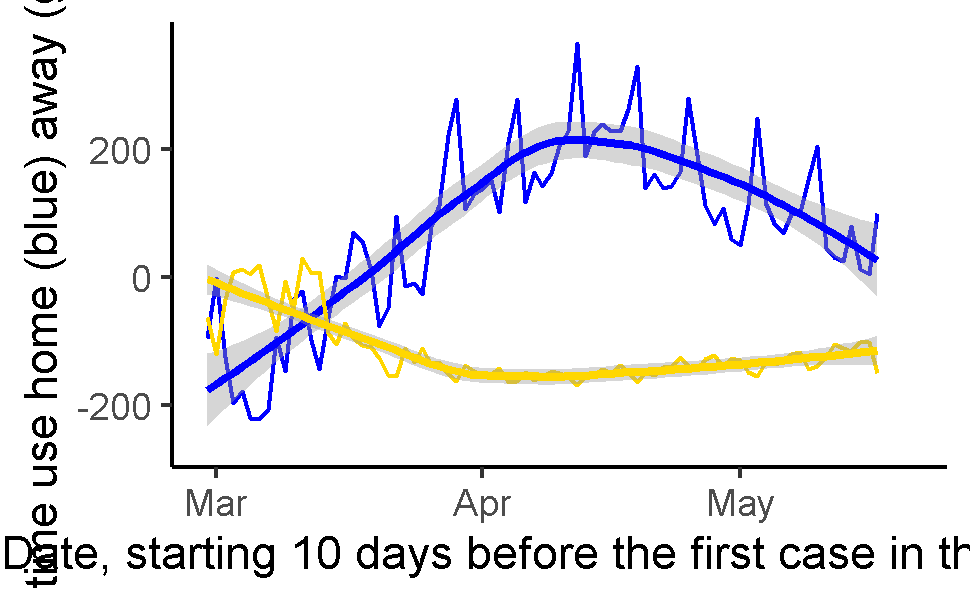 time use home (blue) away (
200
0
-200
Mar Apr May
Date, starting 10 days before the first case in th